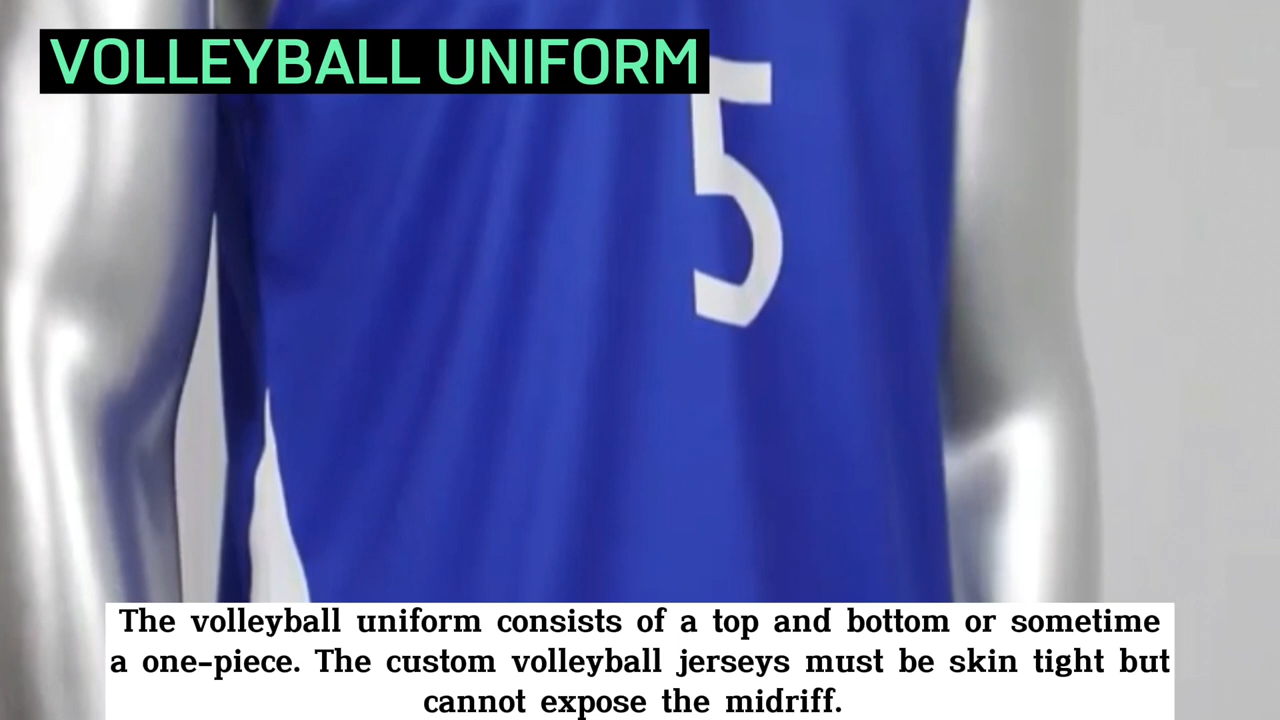 VOLLEYBALL UNIFORM
5
The volleyball uniform consists of a top and bottom or sometime
a one-piece. The custom volleyball jerseys must be skin tight but
cannot expose the midriff.